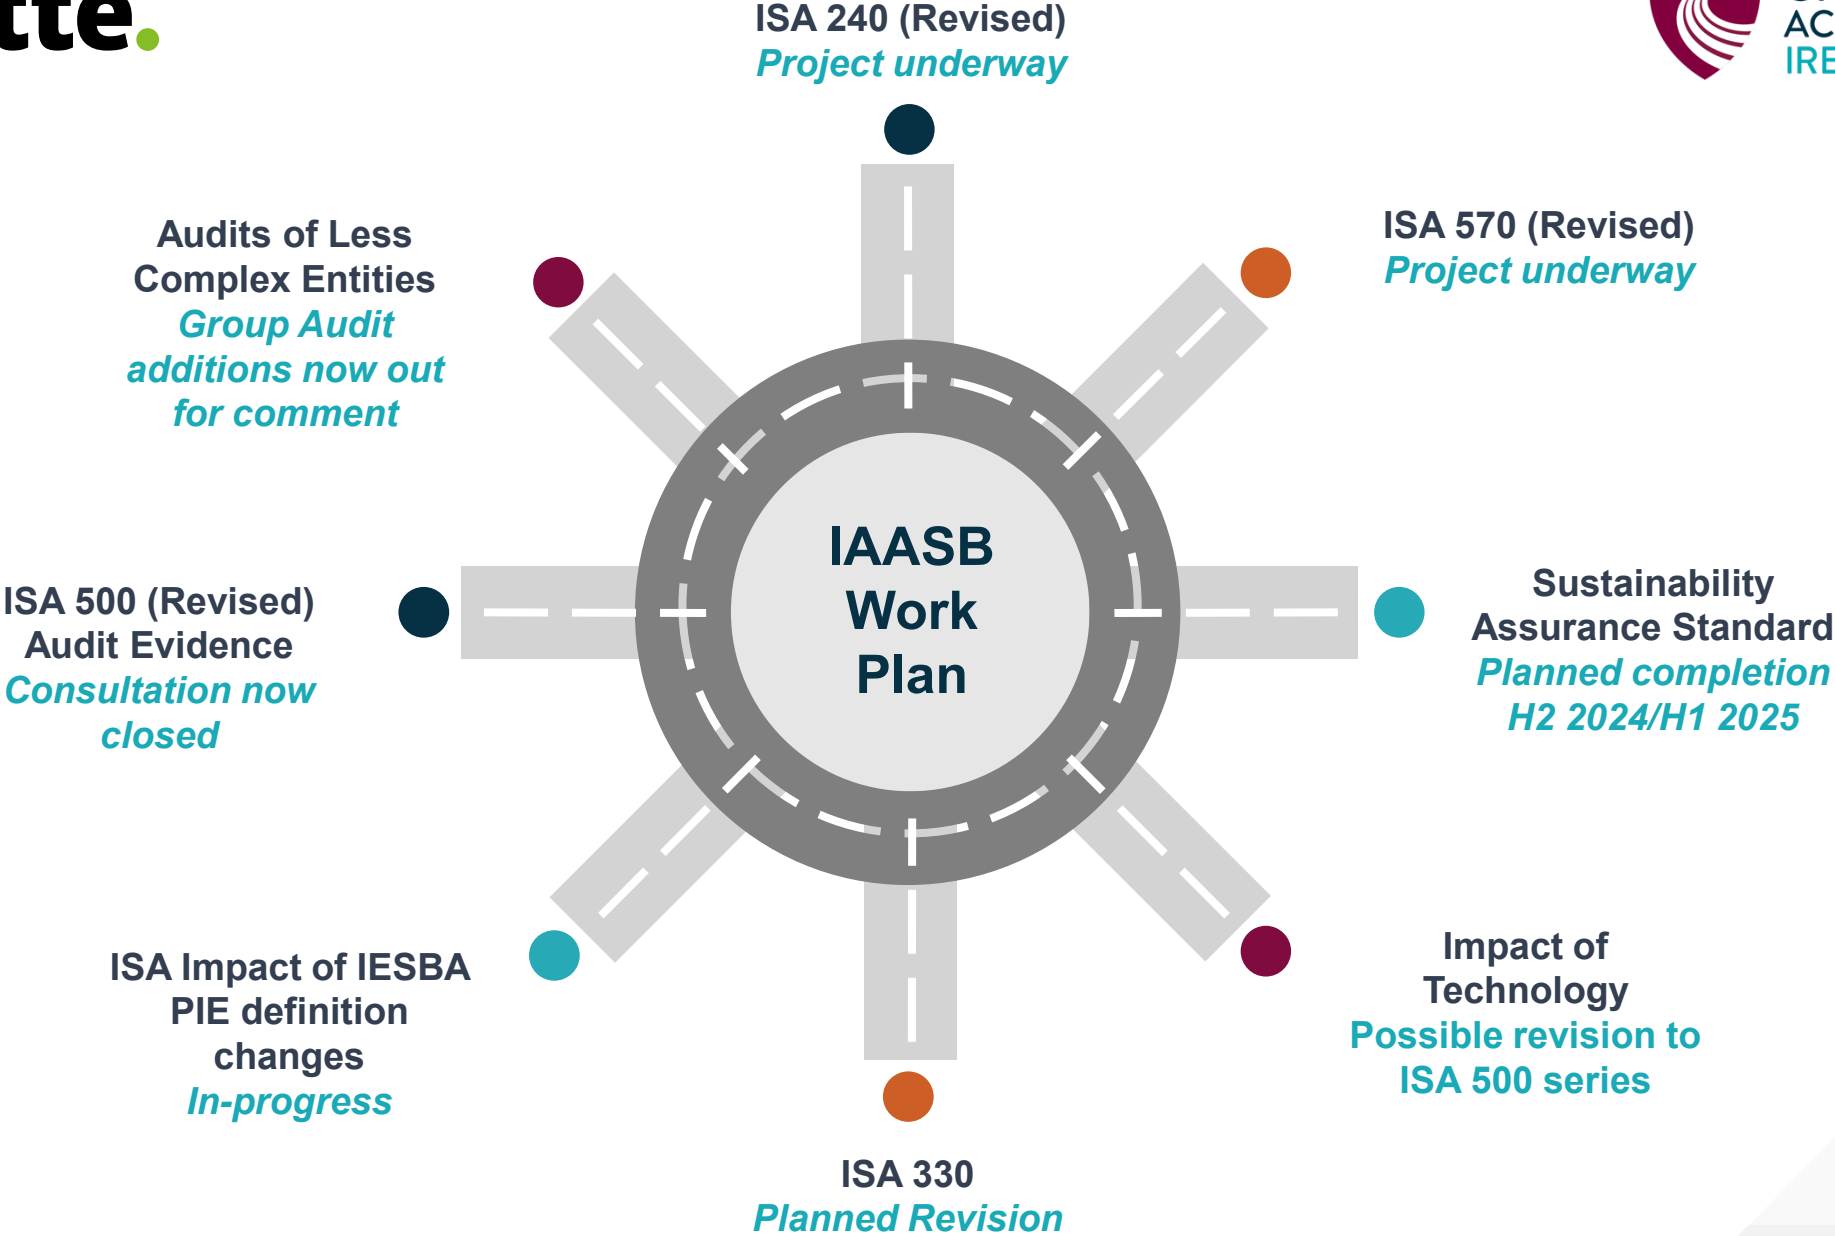 ISA 240 (Revised)
Project underway
Audits of Less
Complex Entities
Group Audit
additions now out
for comment
ISA 570 (Revised)
Project underway
IAASB
Work
Plan
ISA 500 (Revised)
Audit Evidence
Consultation now
closed
Sustainability
Assurance Standard
Planned completion
H2 2024/H1 2025
ISA Impact of IESBA
PIE definition
changes
In-progress
Impact of
Technology
Possible revision to
ISA 500 series
ISA 330
Planned Revision